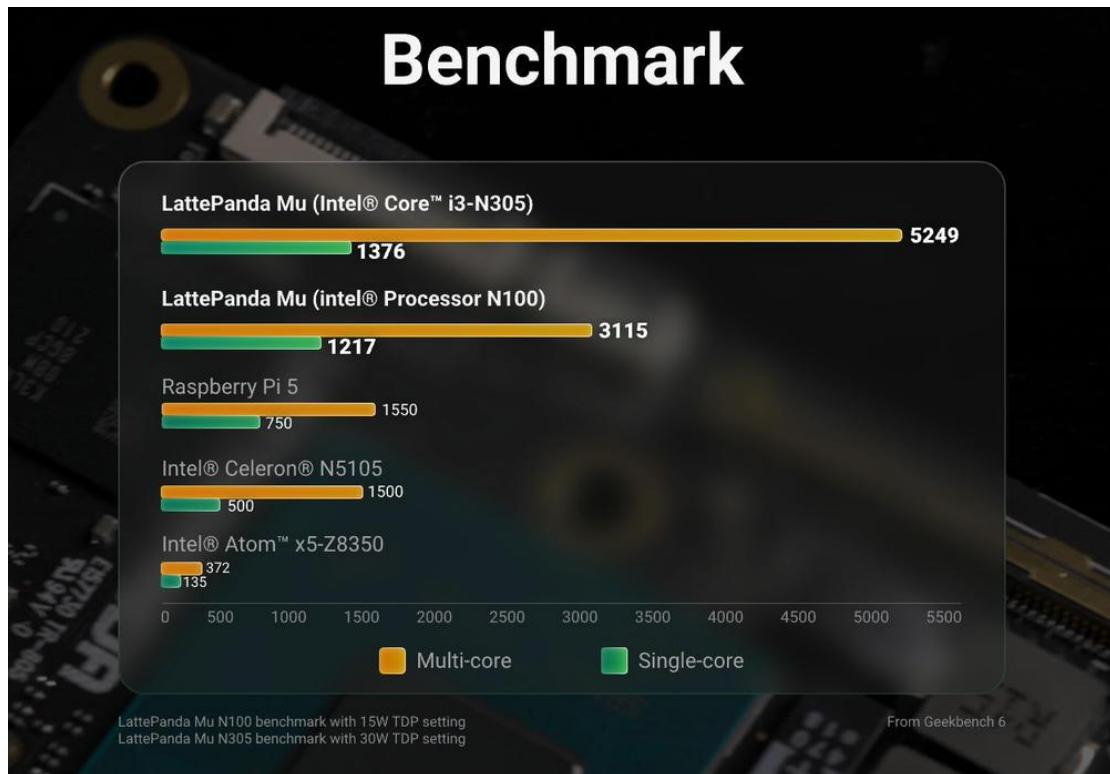 Benchmark
LattePanda Mu (Intel® Core™ i3-N305)
5249
1376
LattePanda Mu (intel® Processor N100)
3115
1217
Raspberry Pi 5
1550
750
Intel® Celeron® N5105
1500
500
Intel® Atom™ x5-Z8350
372
135
0 500 1000 1500 2000 2500 3000 3500 4000 4500 5000 5500
Multi-core Single-core
LattePanda Mu N100 benchmark with 15W TDP setting
From Geekbench 6
LattePanda Mu N305 benchmark with 30W TDP setting